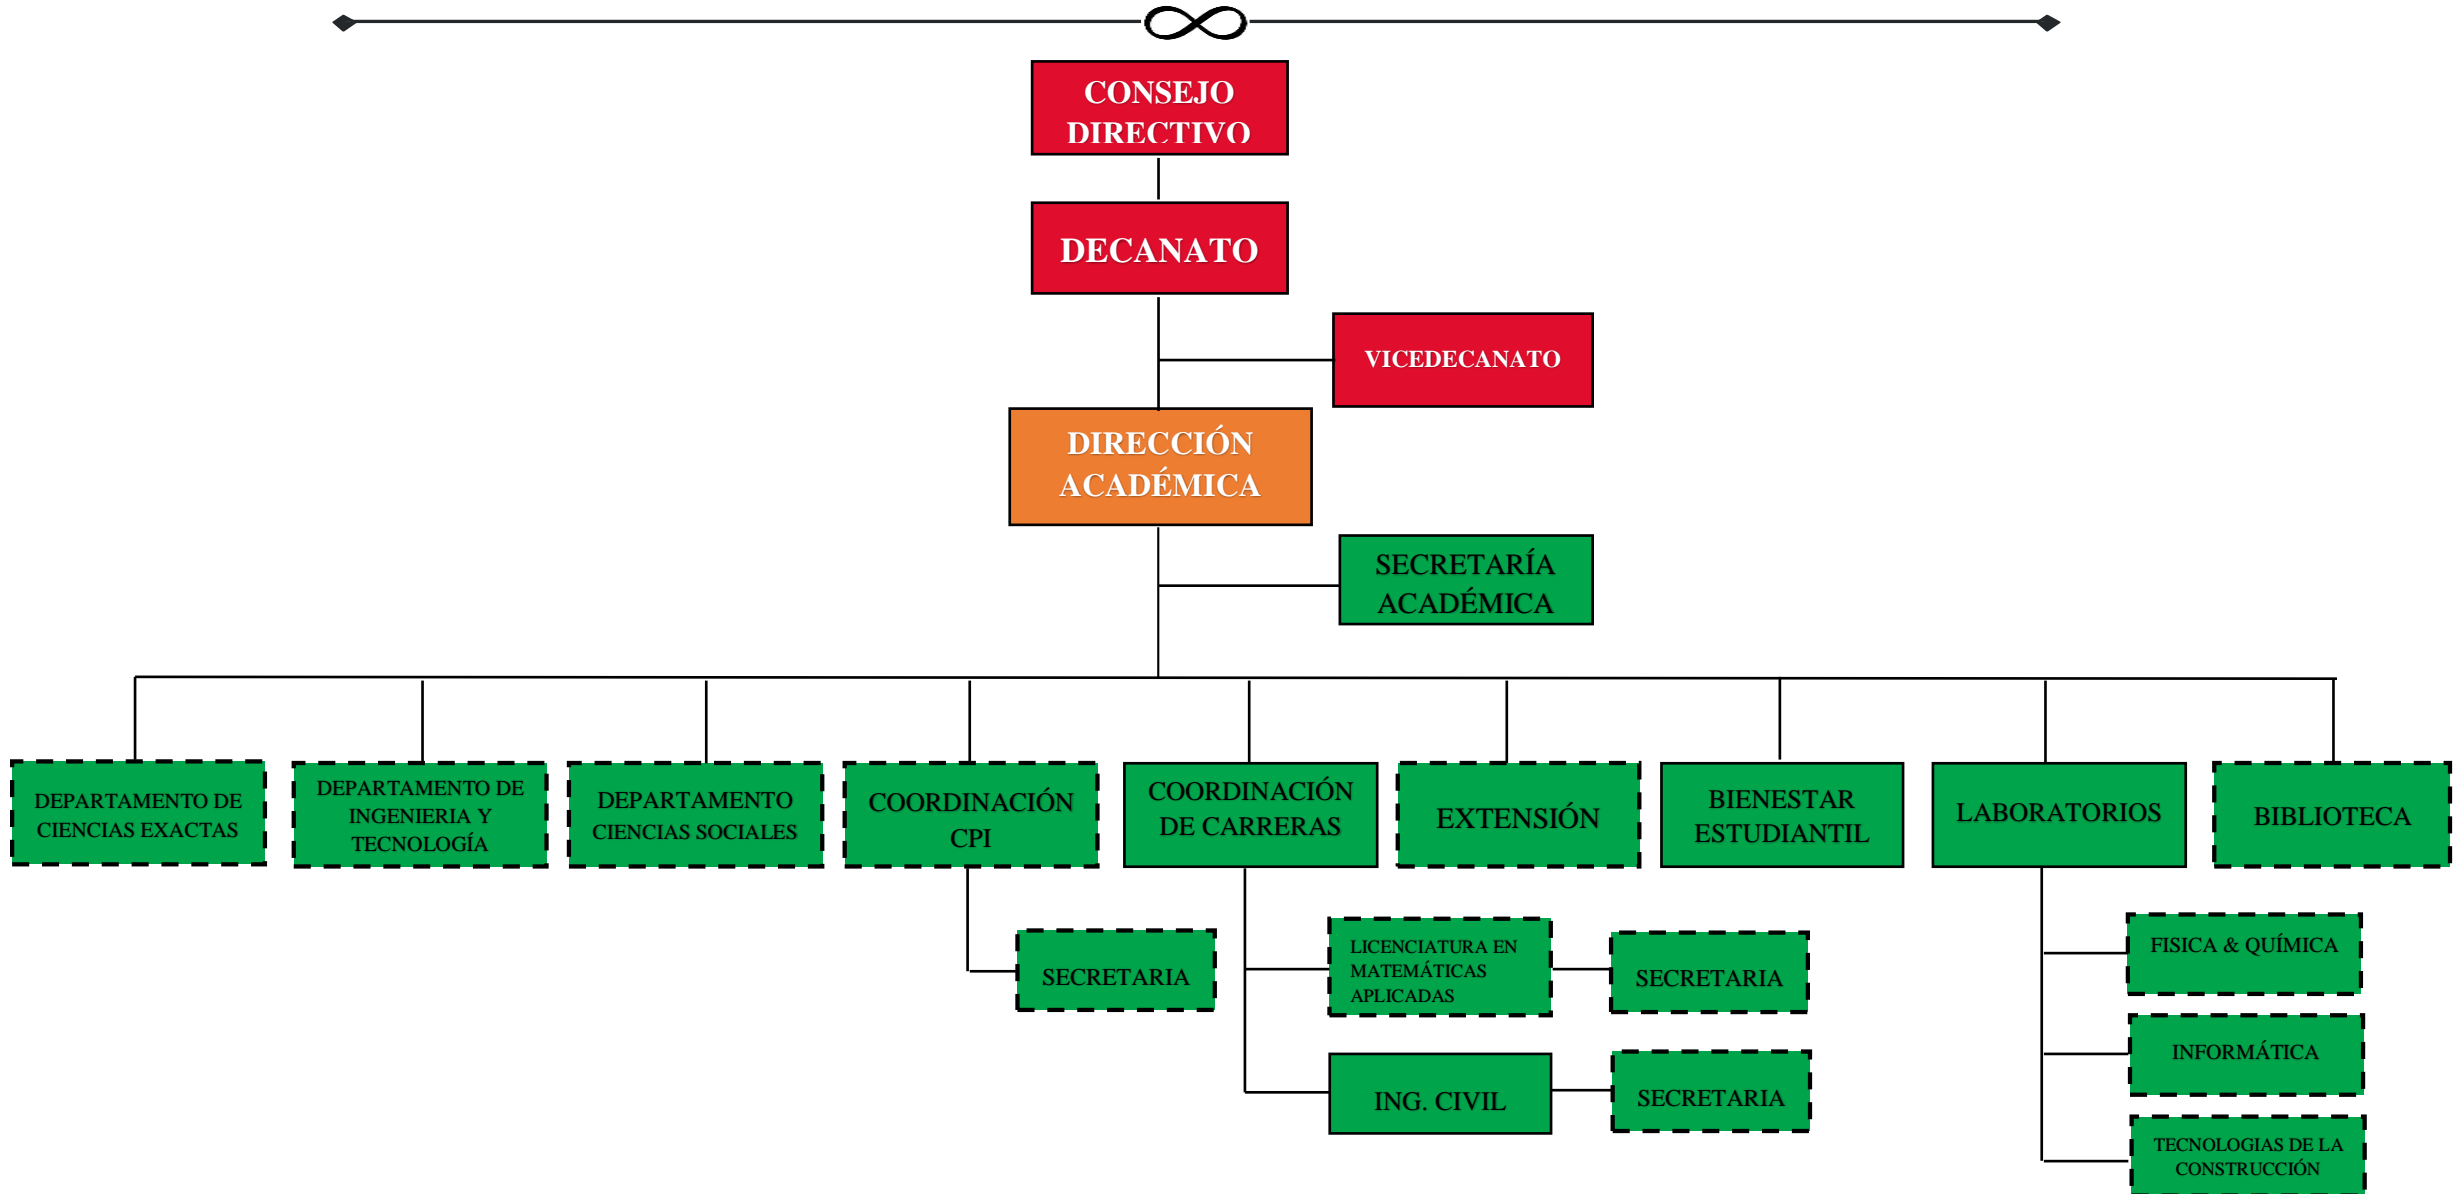 CONSEJO
DIRECTIVO
DECANATO
VICEDECANATO
DIRECCIÓN
ACADÉMICA
SECRETARÍA
ACADÉMICA
DEPARTAMENTO DE
CIENCIAS EXACTAS
DEPARTAMENTO DE
INGENIERIA Y
TECNOLOGÍA
DEPARTAMENTO
CIENCIAS SOCIALES
COORDINACIÓN
CPI
COORDINACIÓN
DE CARRERAS
EXTENSIÓN
BIENESTAR
ESTUDIANTIL
LABORATORIOS
BIBLIOTECA
SECRETARIA
LICENCIATURA EN
MATEMÁTICAS
APLICADAS
SECRETARIA
FISICA & QUÍMICA
INFORMÁTICA
ING. CIVIL
SECRETARIA
TECNOLOGIAS DE LA
CONSTRUCCIÓN